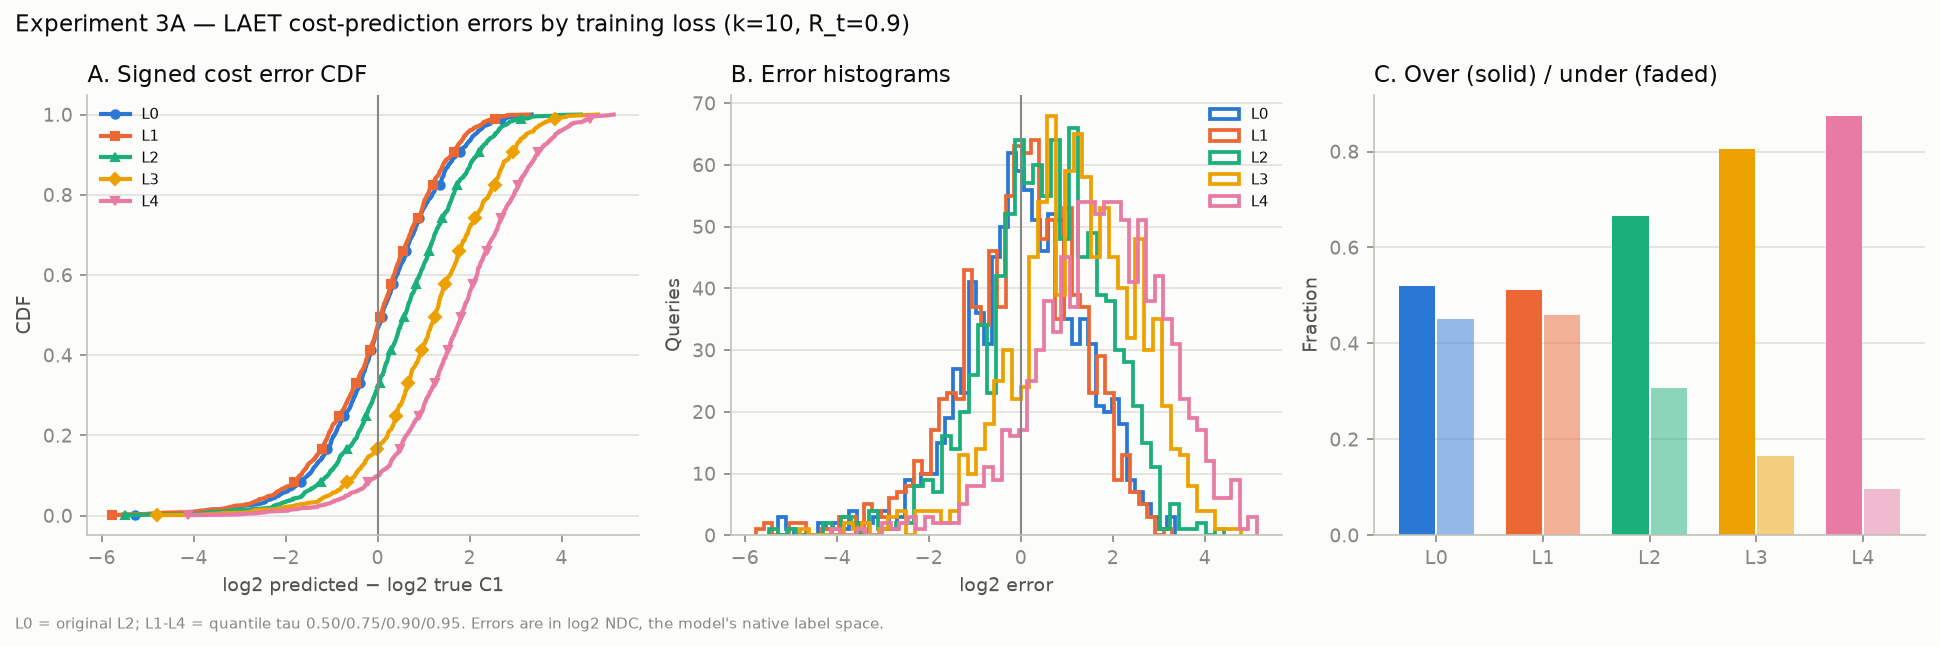 Experiment 3A — LAET cost-prediction errors by training loss (k=10, R_t=0.9)
A. Signed cost error CDF
CDF
1.0
0.8
0.6
0.4
0.2
0.0
L0
L1
L2
L3
L4
−6
−4
−2
0
2
4
log2 predicted − log2 true C1
B. Error histograms
Queries
70
60
50
40
30
20
10
0
L0
L1
L2
L3
L4
−6
−4
−2
0
2
4
log2 error
C. Over (solid) / under (faded)
Fraction
0.8
0.6
0.4
0.2
0.0
L0
L1
L2
L3
L4
L0 = original L2; L1-L4 = quantile tau 0.50/0.75/0.90/0.95. Errors are in log2 NDC, the model's native label space.